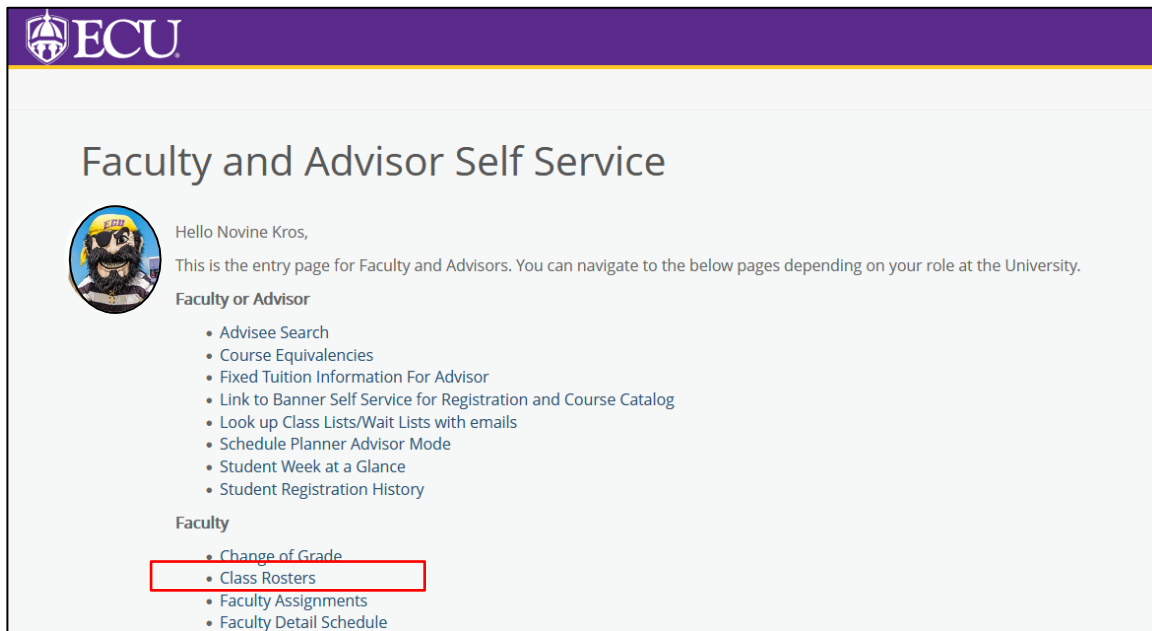 ECU
Faculty and Advisor Self Service
ECU
Hello Novine Kros,
This is the entry page for Faculty and Advisors. You can navigate to the below pages depending on your role at the University.
Faculty or Advisor
• Advisee Search
• Course Equivalencies
• Fixed Tuition Information For Advisor
• Link to Banner Self Service for Registration and Course Catalog
• Look up Class Lists/Wait Lists with emails
• Schedule Planner Advisor Mode
• Student Week at a Glance
• Student Registration History
Faculty
• Change of Grade
• Class Rosters
• Faculty Assignments
• Faculty Detail Schedule